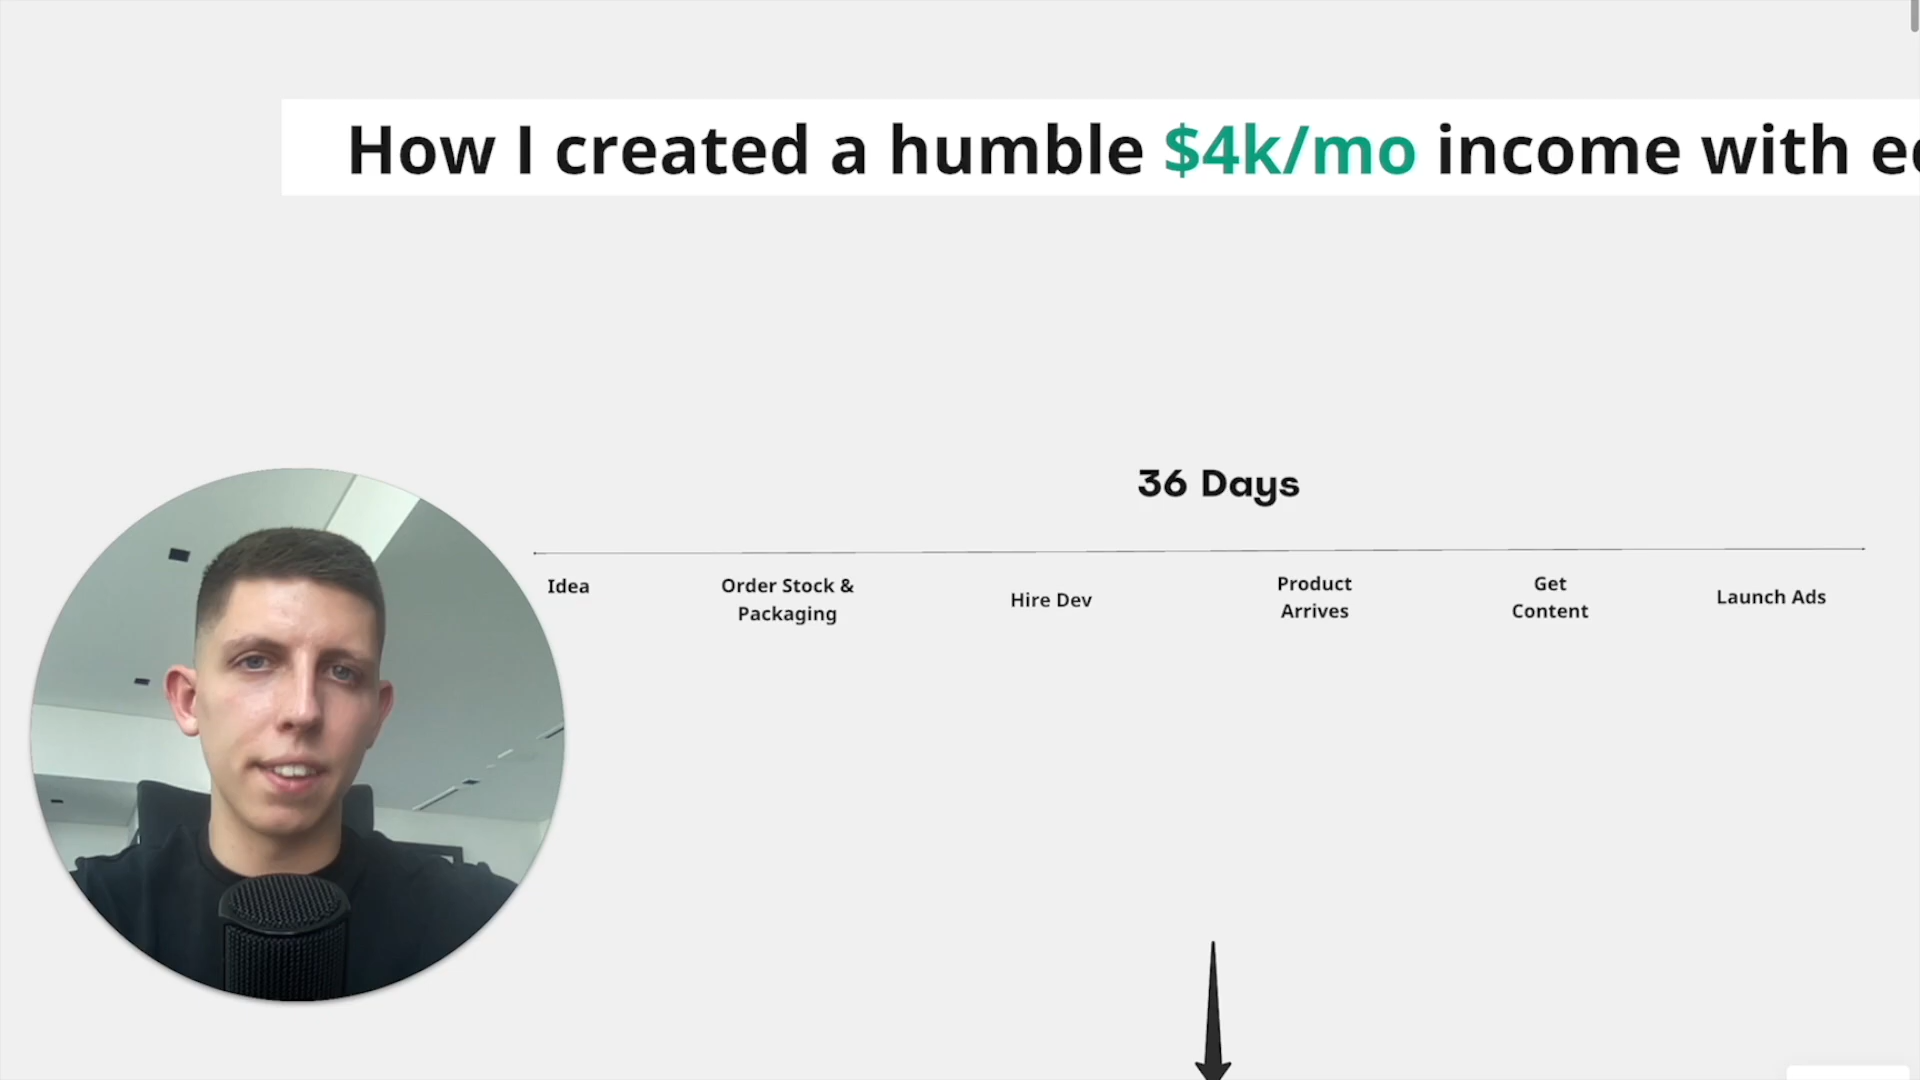 How I created a humble $4k/mo income with
36 Days
Idea
Order Stock &
Packaging
Hire Dev
Product
Arrives
Get
Content
Launch Ads